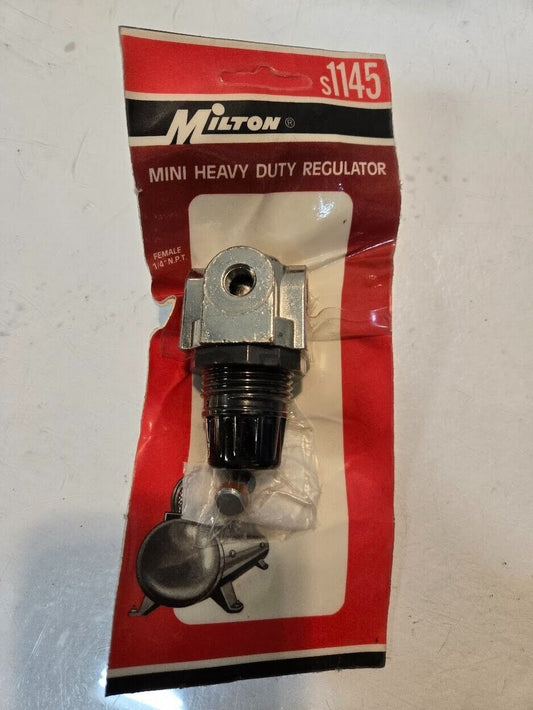 s1145
MILTON ®
MINI HEAVY DUTY REGULATOR
FEMALE
1/4" N.P.T.